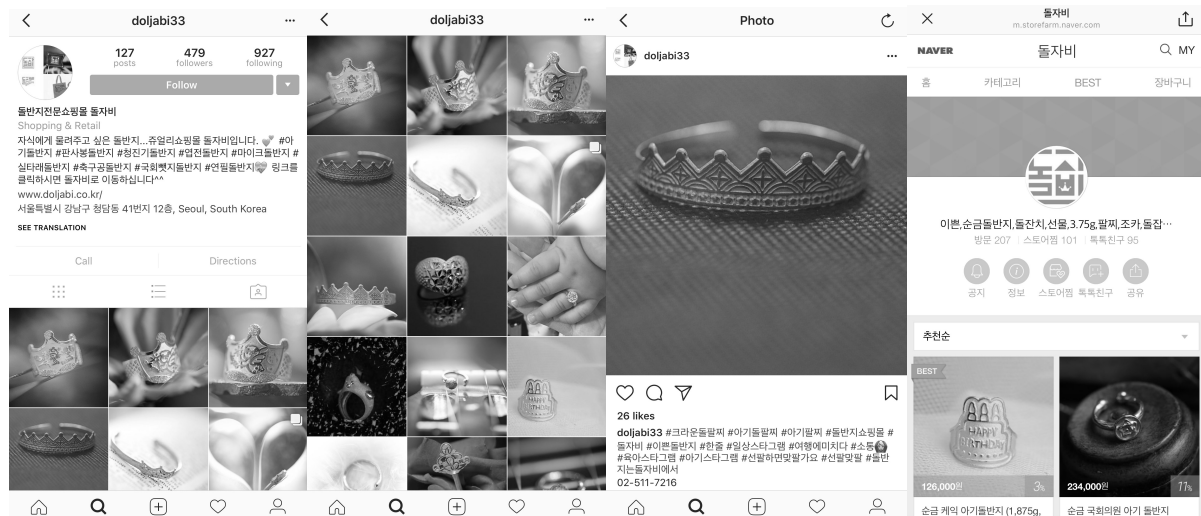 doljabi33
127
479
927
posts
followers
following
Follow
돌반지전문쇼핑몰 돌자비
Shopping & Retail
자식에게 물려주고 싶은 돌반지...쥬얼리쇼핑몰 돌자비입니다. #아
기돌반지 #판사봉돌반지 #청진기돌반지 #엽전돌반지 #마이크돌반지 #
실타래돌반지 #축구공돌반지 #국회뺏지돌반지 #연필돌반지 링크를
클릭하시면 돌자비로 이동하십니다^^
www.doljabi.co.kr/
서울특별시 강남구 청담동 41번지 12층, Seoul, South Korea
SEE TRANSLATION
Call
Directions
doljabi33
HAPPY
BIRTHDAY
Photo
doljabi33
26 likes
doljabi33 #크라운돌팔찌 #아기돌팔찌 #아기팔찌 #돌반지쇼핑몰 #
돌자비 #이쁜돌반지 #한줄 #일상스타그램 #여행에미치다 #소통
#육아스타그램 #아기스타그램 #선팔하면맞팔가요 #선팔맞팔 #돌반
지는돌자비에서
02-511-7216
돌자비
m.storefarm.naver.com
NAVER
돌자비
MY
홈
카테고리
BEST
장바구니
이쁜,순금돌반지,돌잔치,선물,3.75g,팔찌,조카,돌잡…
방문 207
스토어찜 101
톡톡친구 95
공지
정보
스토어찜
톡톡친구
공유
추천순
BEST
HAPPY
BIRTHDAY
126,000원
3%
234,000원
11%
순금 케익 아기돌반지 (1,875g,
순금 국회의원 아기 돌반지